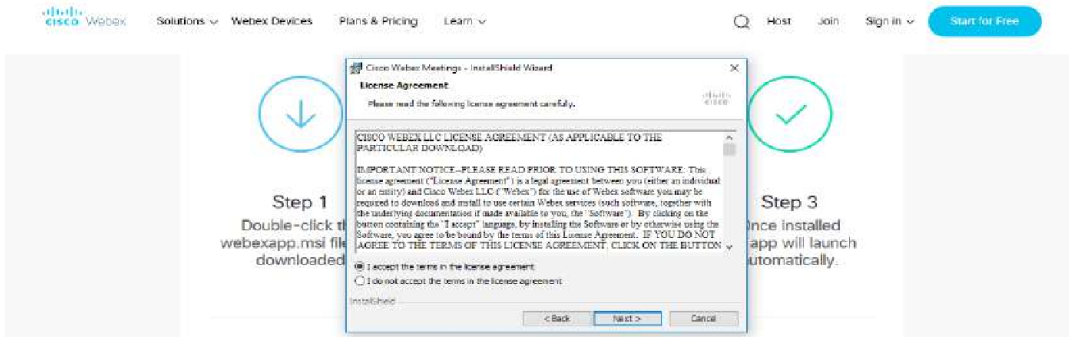 cisco Webex Solutions Webex Devices Plans & Pricing Learn Host Join Sign in Start for Free
Cisco Webex Meetings - InstallShield Wizard
License Agreement
Please read the following license agreement carefully.
CISCO
CISCO WEBEX LLC LICENSE AGREEMENT (AS APPLICABLE TO THE
PARTICULAR DOWNLOAD)
IMPORTANT NOTICE--PLEASE READ PRIOR TO USING THIS SOFTWARE: This
license agreement ("License Agreement") is a legal agreement between you (either an individual
or an entity) and Cisco Webex LLC ("Webex") for the use of Webex software you may be
required to download and install to use certain Webex services (such software, together with
the underlying documentation if made available to you, the "Software"). By clicking on the
button containing the "I accept" language, by installing the Software or by otherwise using the
Software, you agree to be bound by the terms of this License Agreement. IF YOU DO NOT
AGREE TO THE TERMS OF THIS LICENSE AGREEMENT, CLICK ON THE BUTTON
I accept the terms in the license agreement
I do not accept the terms in the license agreement
InstallShield
< Back Next > Cancel
Step 1
Double-click th
webexapp.msi file
downloaded
Step 3
Once installed
app will launch
automatically.